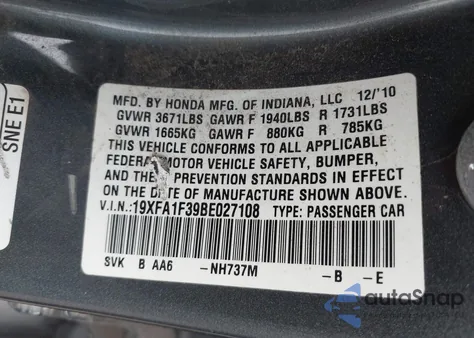 SNE E1
MFD. BY HONDA MFG. OF INDIANA, LLC 12/'10
GVWR 3671LBS GAWR F 1940LBS R 1731LBS
GVWR 1665KG GAWR F 880KG R 785KG
THIS VEHICLE CONFORMS TO ALL APPLICABLE
FEDERAL MOTOR VEHICLE SAFETY, BUMPER,
AND THEFT PREVENTION STANDARDS IN EFFECT
ON THE DATE OF MANUFACTURE SHOWN ABOVE.
V.I.N.:19XFA1F39BE027108 TYPE: PASSENGER CAR
SVK B AA6 -NH737M -B -E
autoSnap